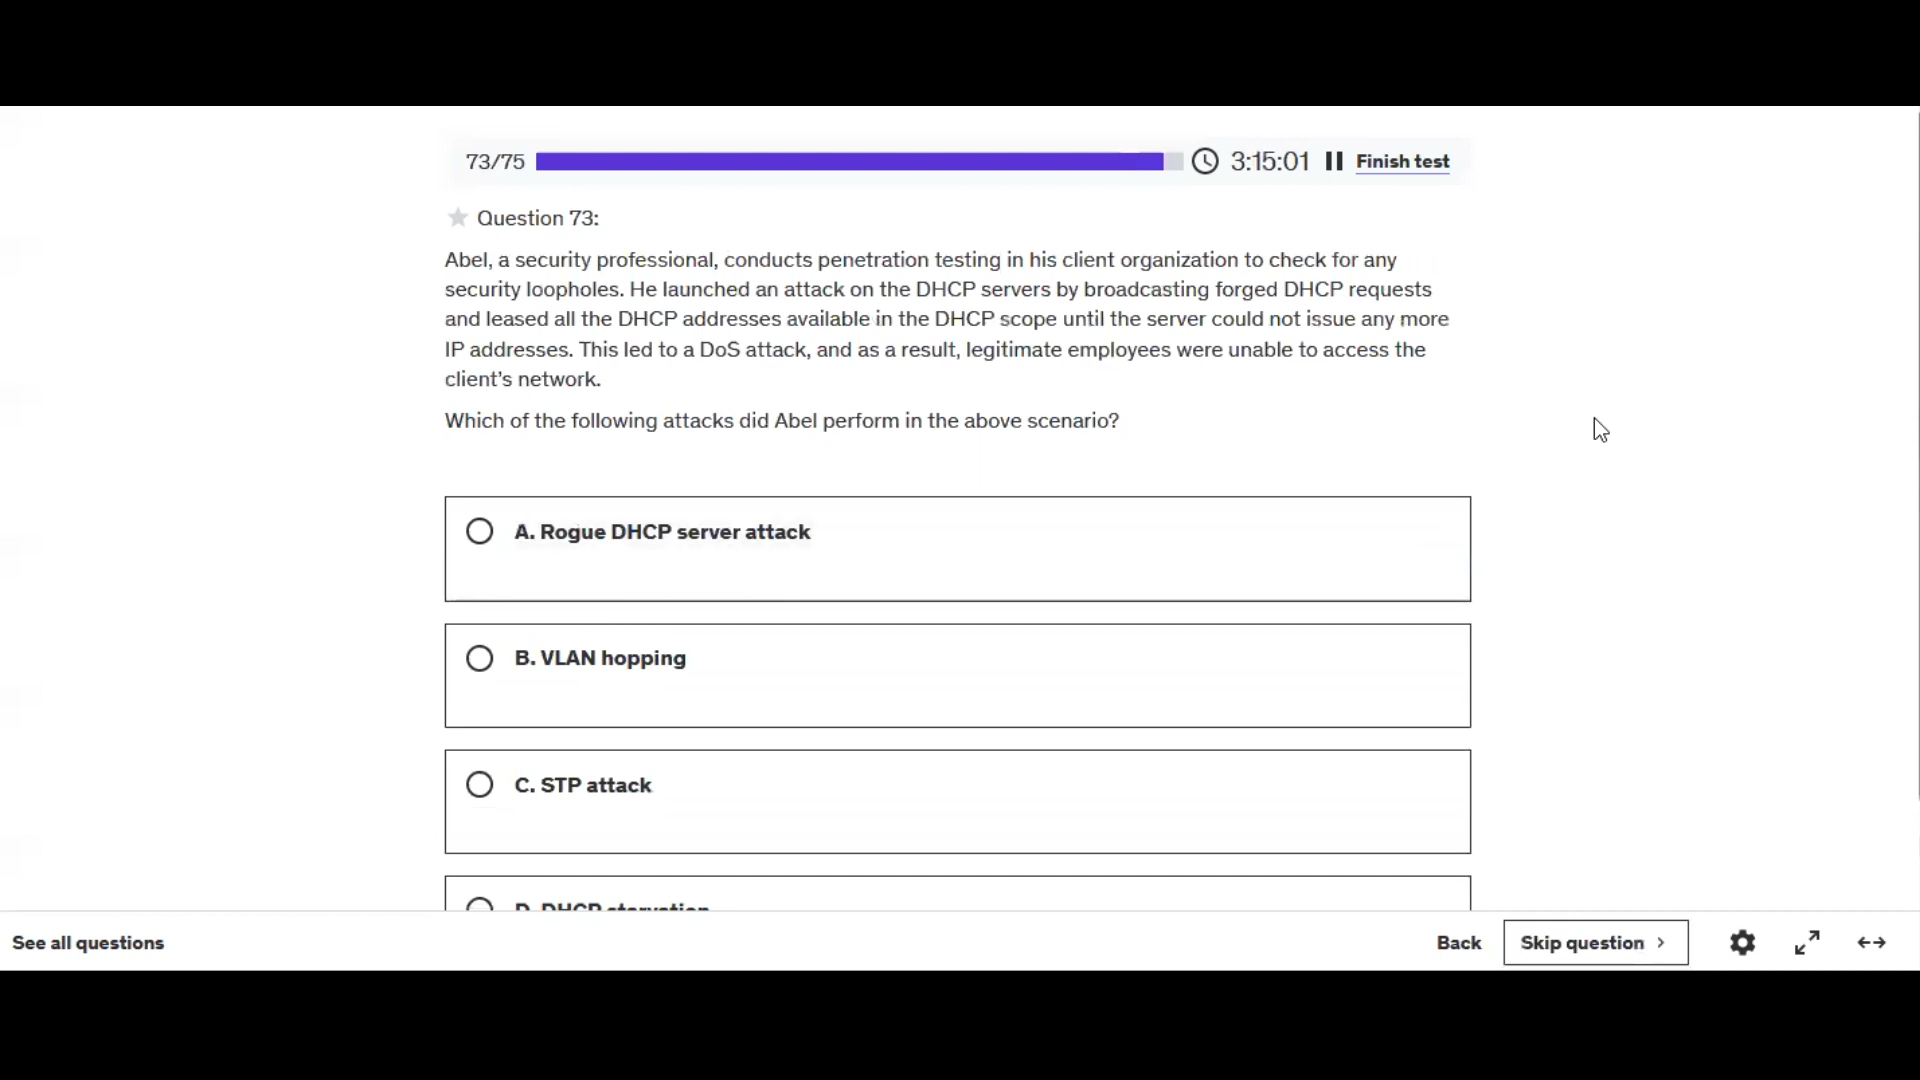 73/75
3:15:01
Finish test
Question 73:
Abel, a security professional, conducts penetration testing in his client organization to check for any
security loopholes. He launched an attack on the DHCP servers by broadcasting forged DHCP requests
and leased all the DHCP addresses available in the DHCP scope until the server could not issue any more
IP addresses. This led to a DoS attack, and as a result, legitimate employees were unable to access the
client’s network.
Which of the following attacks did Abel perform in the above scenario?
A. Rogue DHCP server attack
B. VLAN hopping
C. STP attack
D. DHCP starvation
See all questions
Back
Skip question